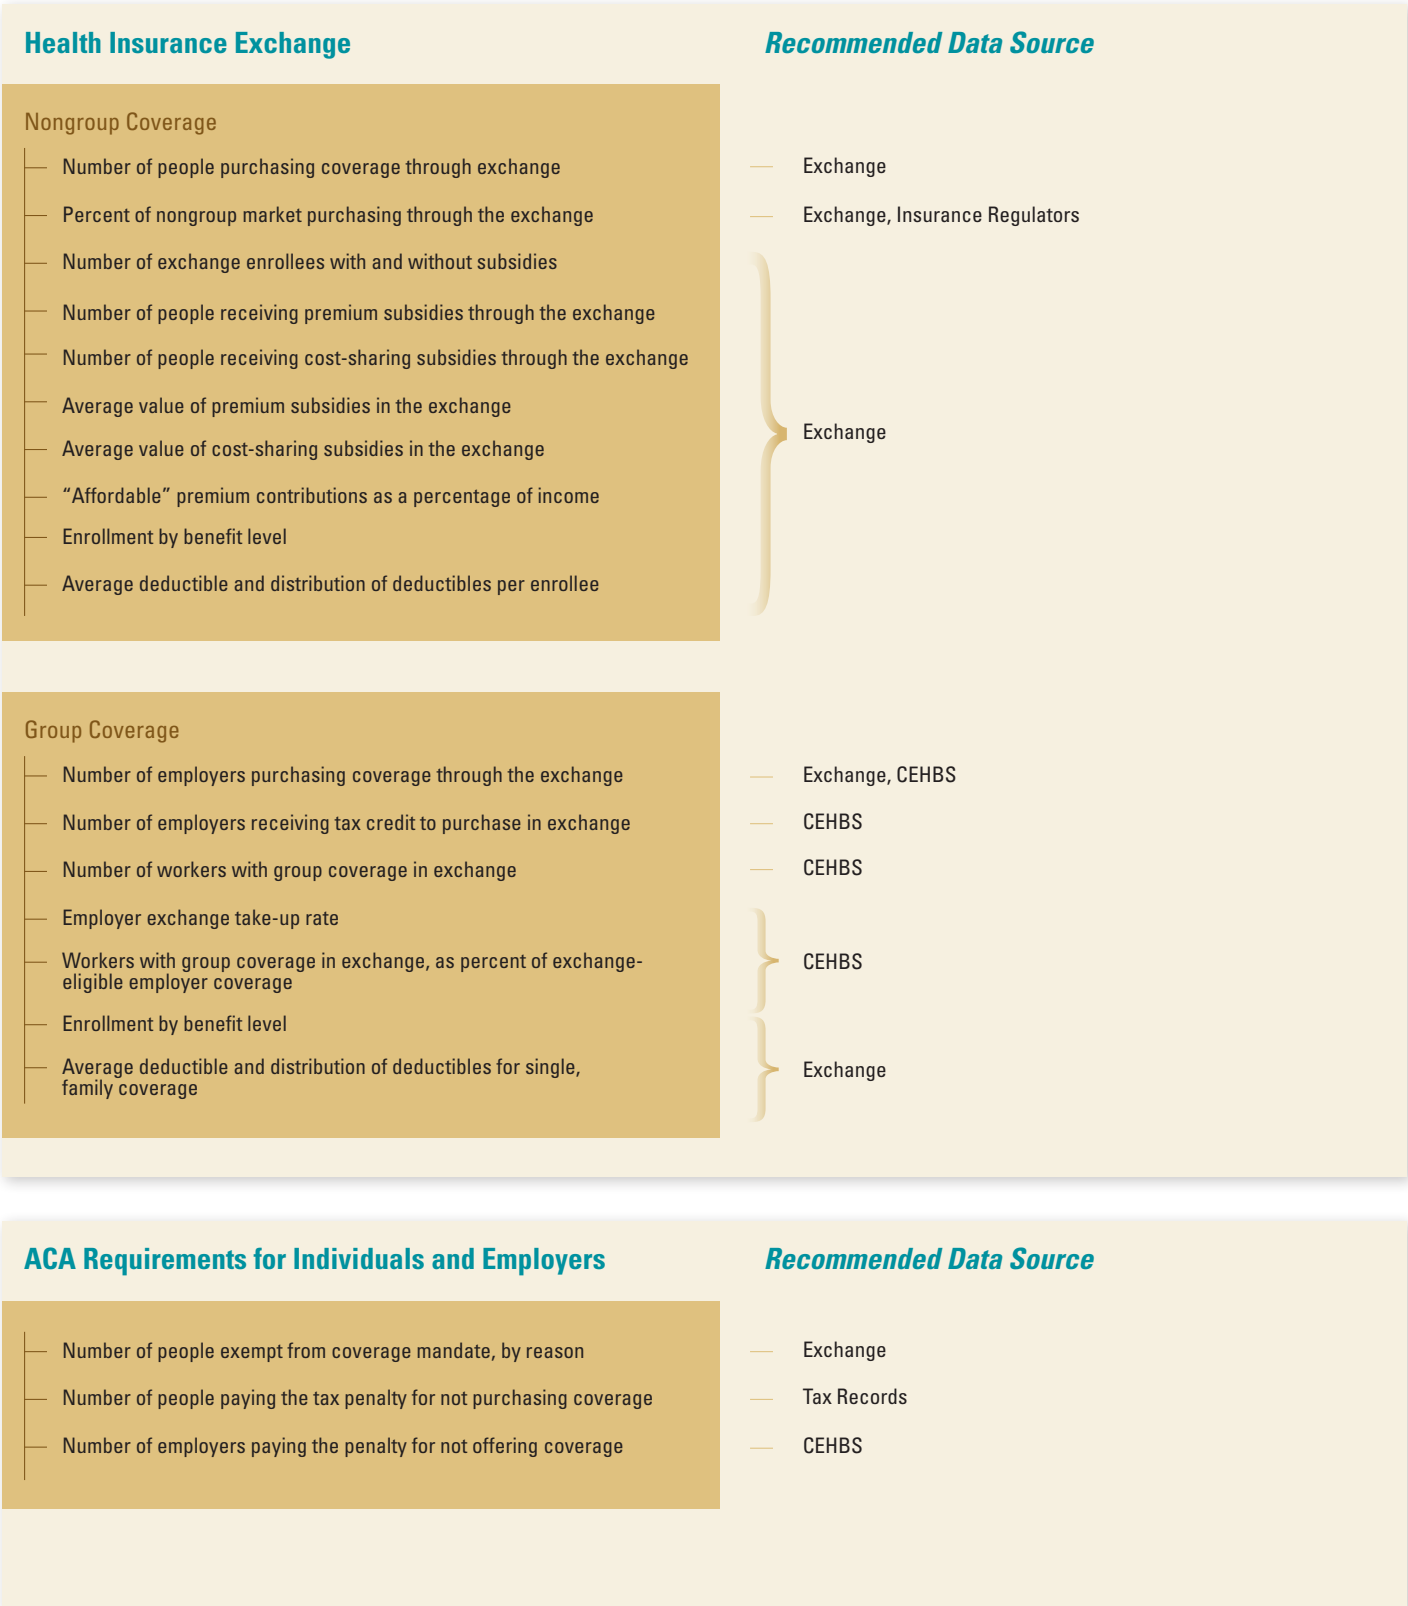 Health Insurance Exchange
Recommended Data Source
Nongroup Coverage
Number of people purchasing coverage through exchange
Exchange
Percent of nongroup market purchasing through the exchange
Exchange, Insurance Regulators
Number of exchange enrollees with and without subsidies
Number of people receiving premium subsidies through the exchange
Number of people receiving cost-sharing subsidies through the exchange
Average value of premium subsidies in the exchange
Average value of cost-sharing subsidies in the exchange
“Affordable” premium contributions as a percentage of income
Enrollment by benefit level
Average deductible and distribution of deductibles per enrollee
Exchange
Group Coverage
Number of employers purchasing coverage through the exchange
Exchange, CEHBS
Number of employers receiving tax credit to purchase in exchange
CEHBS
Number of workers with group coverage in exchange
CEHBS
Employer exchange take-up rate
Workers with group coverage in exchange, as percent of exchange-
eligible employer coverage
CEHBS
Enrollment by benefit level
Average deductible and distribution of deductibles for single,
family coverage
Exchange
ACA Requirements for Individuals and Employers
Recommended Data Source
Number of people exempt from coverage mandate, by reason
Exchange
Number of people paying the tax penalty for not purchasing coverage
Tax Records
Number of employers paying the penalty for not offering coverage
CEHBS